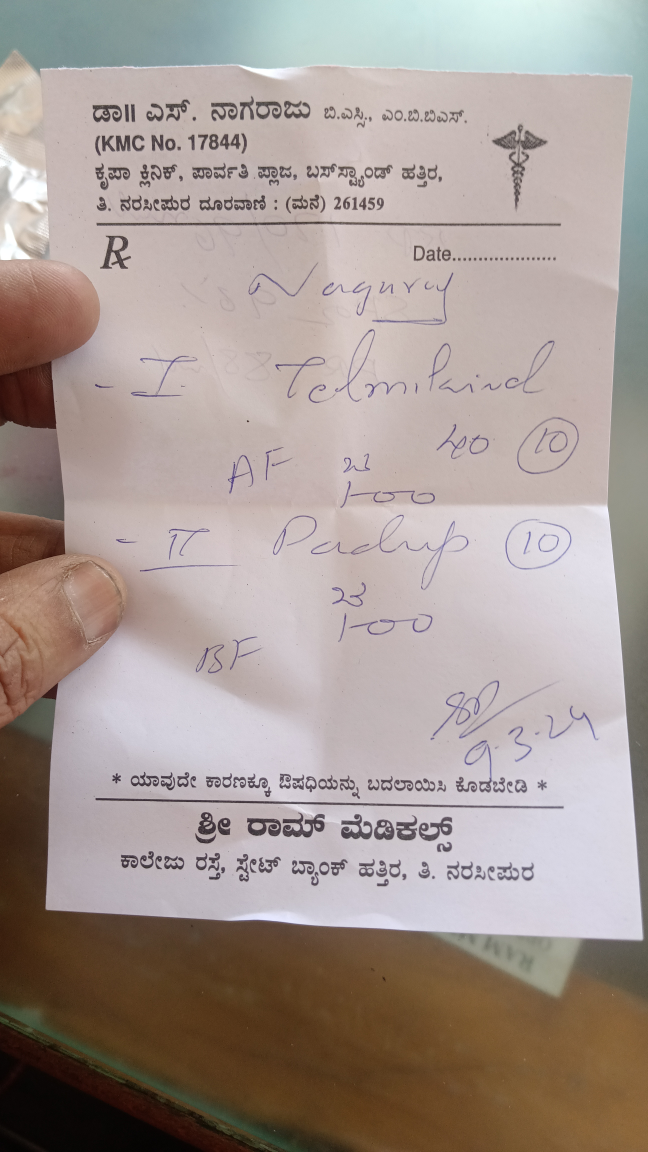 ಡಾ॥ ಎಸ್. ನಾಗರಾಜು ಬಿ.ಎಸ್ಸಿ., ಎಂ.ಬಿ.ಬಿಎಸ್.
(KMC No. 17844)
ಕೃಪಾ ಕ್ಲಿನಿಕ್, ಪಾರ್ವತಿ ಪ್ಲಾಜ, ಬಸ್‌ಸ್ಟ್ಯಾಂಡ್ ಹತ್ತಿರ,
ತಿ. ನರಸೀಪುರ ದೂರವಾಣಿ : (ಮನೆ) 261459
Rx Date....................
Naguraj
- I Telmikind
40 10
AF 1-0-0
- II 10
1-0-0
BF
9.3.24
* ಯಾವುದೇ ಕಾರಣಕ್ಕೂ ಔಷಧಿಯನ್ನು ಬದಲಾಯಿಸಿ ಕೊಡಬೇಡಿ *
ಶ್ರೀ ರಾಮ್ ಮೆಡಿಕಲ್ಸ್
ಕಾಲೇಜು ರಸ್ತೆ, ಸ್ಟೇಟ್ ಬ್ಯಾಂಕ್ ಹತ್ತಿರ, ತಿ. ನರಸೀಪುರ